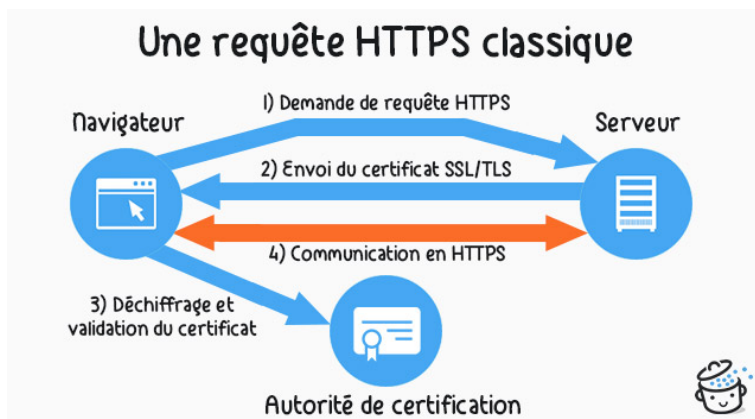 Une requête HTTPS classique
1) Demande de requête HTTPS
Navigateur
Serveur
2) Envoi du certificat SSL/TLS
4) Communication en HTTPS
3) Déchiffrage et
validation du certificat
Autorité de certification